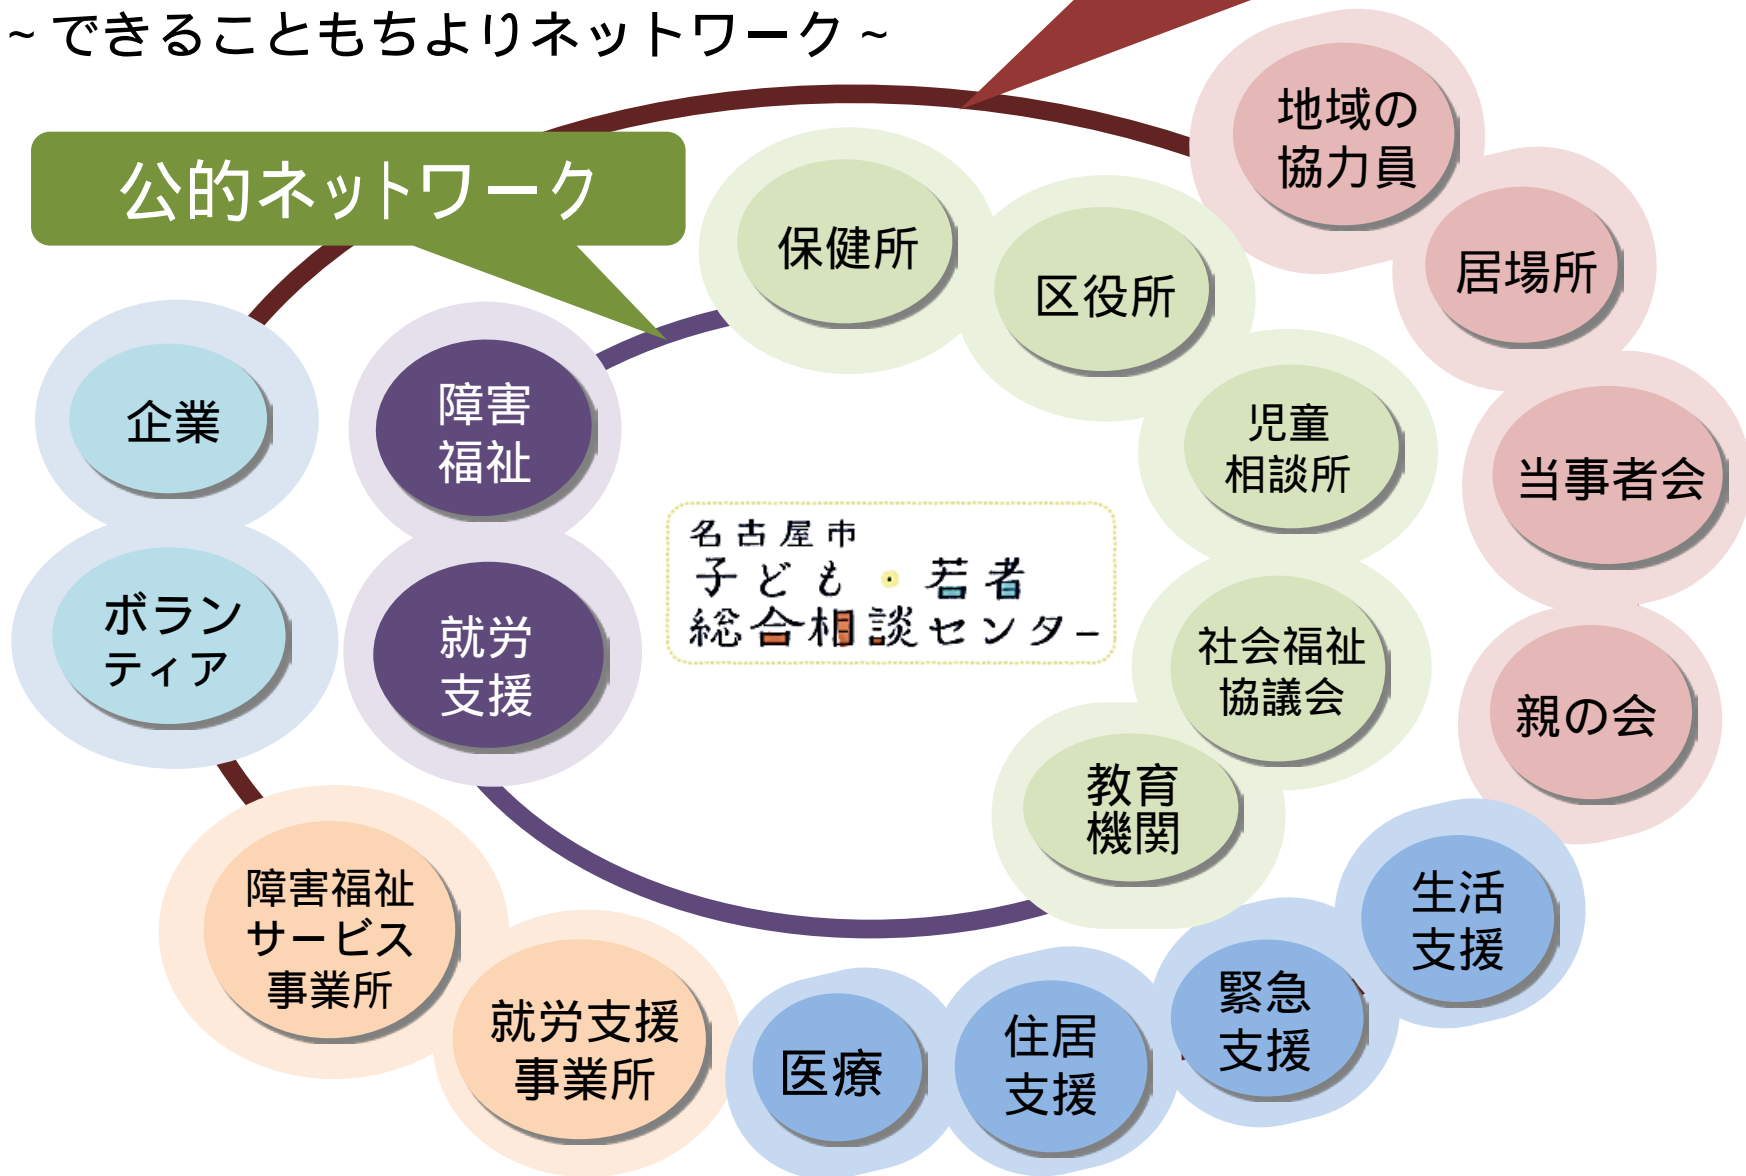 ~できることもちよりネットワーク~
公的ネットワーク
地域の
協力員
保健所
区役所
居場所
企業
障害
福祉
児童
相談所
当事者会
名古屋市
子ども・若者
総合相談センター
ボラン
ティア
就労
支援
社会福祉
協議会
親の会
教育
機関
障害福祉
サービス
事業所
生活
支援
就労支援
事業所
医療
住居
支援
緊急
支援